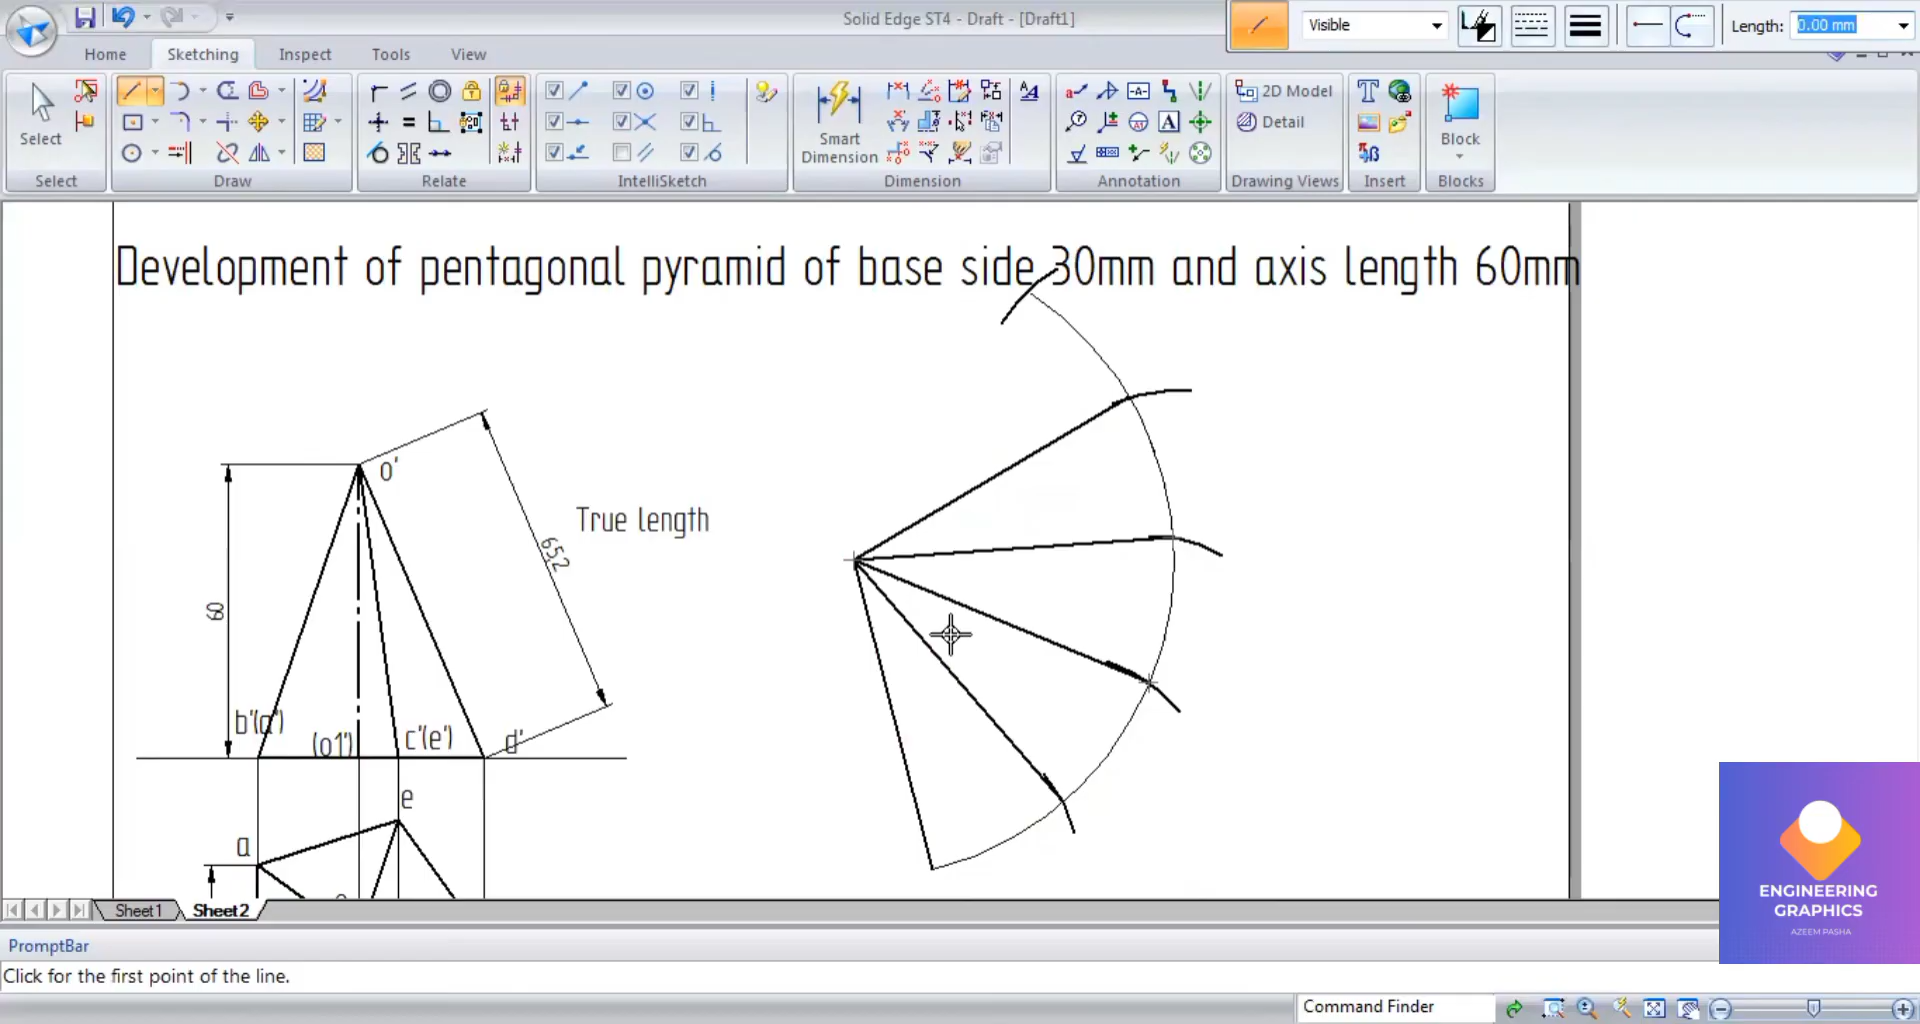 Solid Edge ST4 - Draft - [Draft1]
Visible
Length: 0.00 mm
Home Sketching Inspect Tools View
Select
Smart Dimension
2D Model
Detail
Block
Select Draw Relate IntelliSketch Dimension Annotation Drawing Views Insert Blocks
Development of pentagonal pyramid of base side 30mm and axis length 60mm
o'
True length
65,2
60
b'(a')
(o1')
c'(e')
d'
e
a
Sheet1 Sheet2
ENGINEERING
GRAPHICS
AZEEM PASHA
PromptBar
Click for the first point of the line.
Command Finder